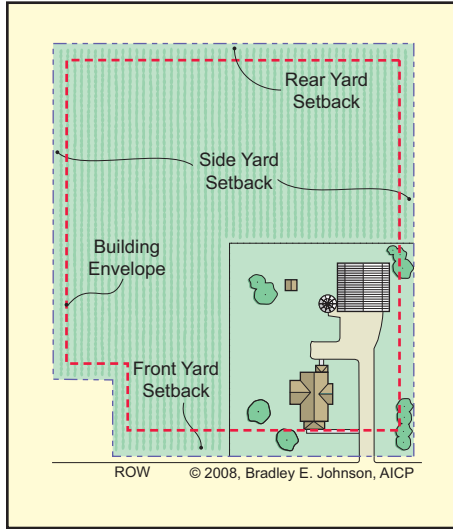 Rear Yard
Setback
Side Yard
Setback
Building
Envelope
Front Yard
Setback
ROW
© 2008, Bradley E. Johnson, AICP